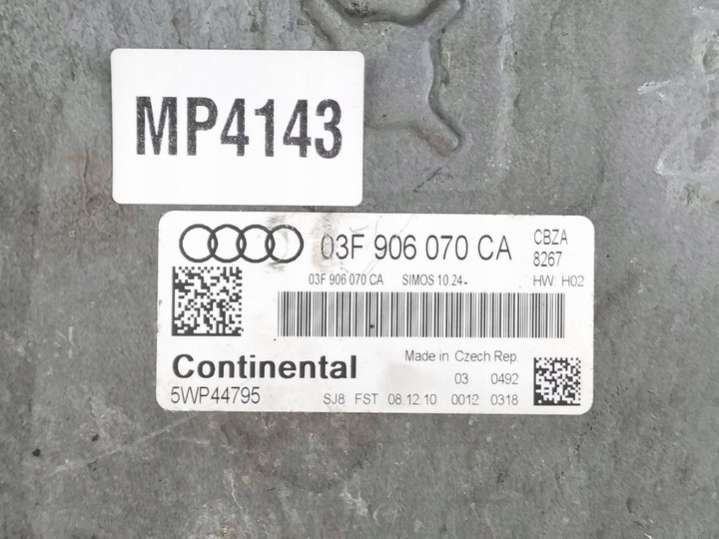 MP4143
03F 906 070 CA CBZA
8267
03F 906 070 CA SIMOS 10 24- HW: H02
Continental Made in Czech Rep
03 0492
5WP44795 SJ8 FST 08.12.10 0012 0318